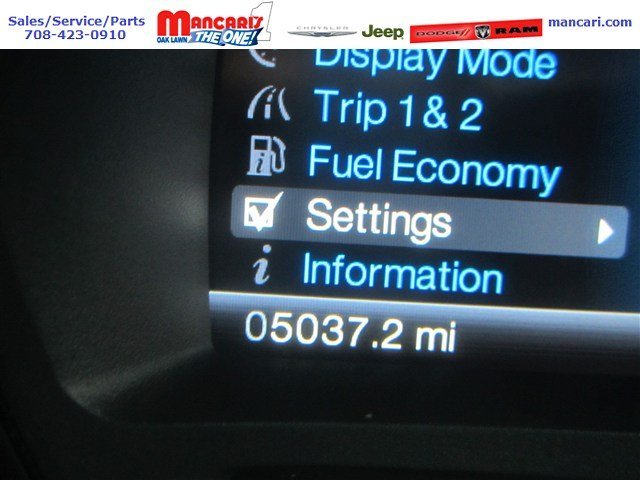 Sales/Service/Parts
708-423-0910
MANCARI'S
OAK LAWN THE ONE!
CHRYSLER
Jeep
DODGE RAM
mancari.com
Display Mode
Trip 1 & 2
Fuel Economy
Settings
Information
05037.2 mi